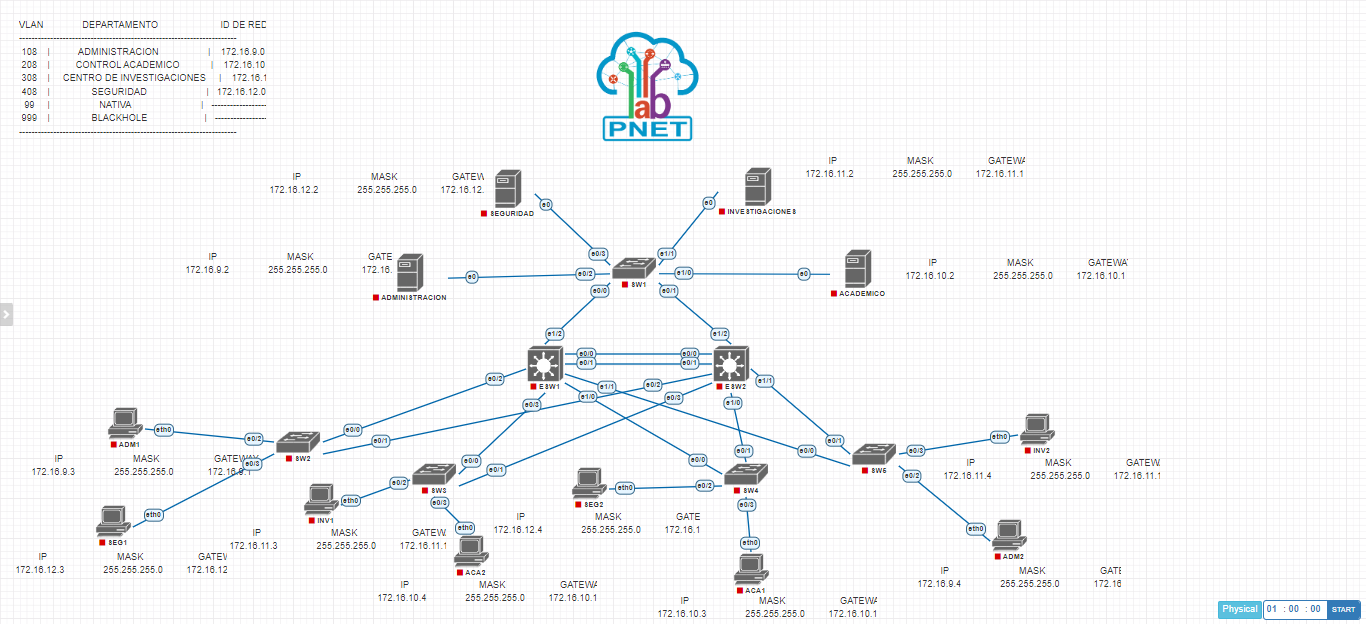 VLAN DEPARTAMENTO ID DE RED
108 | ADMINISTRACION | 172.16.9.0
208 | CONTROL ACADEMICO | 172.16.10
308 | CENTRO DE INVESTIGACIONES | 172.16.1
408 | SEGURIDAD | 172.16.12.0
99 | NATIVA | --------------------
999 | BLACKHOLE | --------------------
lab
PNET
IP MASK GATEW
172.16.12.2 255.255.255.0 172.16.12.
SEGURIDAD
IP MASK GATEWA
172.16.11.2 255.255.255.0 172.16.11.1
INVESTIGACIONES
IP MASK GATE
172.16.9.2 255.255.255.0 172.16.
ADMINISTRACION
IP MASK GATEWA
172.16.10.2 255.255.255.0 172.16.10.1
ACADEMICO
e0 e0
e0/3 e1/1
e0 e0/2 e1/0 e0
SW1
e0/0 e0/1
e1/2 e1/2
e0/0 e0/0
e0/1 e0/1
ESW1 ESW2
e0/2 e1/1 e0/2 e1/1
e0/3 e1/0 e0/3 e1/0
ADM1
eth0 e0/2
e0/3
SW2
e0/0
e0/1
IP MASK GATEWAY
172.16.9.3 255.255.255.0 172.16.9.1
SEG1
eth0
IP MASK GATEW
172.16.12.3 255.255.255.0 172.16.12
SW3
e0/0
e0/1
e0/2
e0/3
INV1
eth0
IP MASK GATEW
172.16.11.3 255.255.255.0 172.16.11.1
eth0
ACA2
IP MASK GATEWA
172.16.10.4 255.255.255.0 172.16.10.1
SEG2
eth0
IP MASK GATE
172.16.12.4 255.255.255.0 172.16.1
SW4
e0/0
e0/1
e0/2
e0/3
eth0
ACA1
IP MASK GATEWA
172.16.10.3 255.255.255.0 172.16.10.1
SW5
e0/0
e0/1
e0/3
e0/2
eth0
INV2
IP MASK GATEW
172.16.11.4 255.255.255.0 172.16.11.1
eth0
ADM2
IP MASK GATE
172.16.9.4 255.255.255.0 172.16
Physical 01 : 00 : 00 START